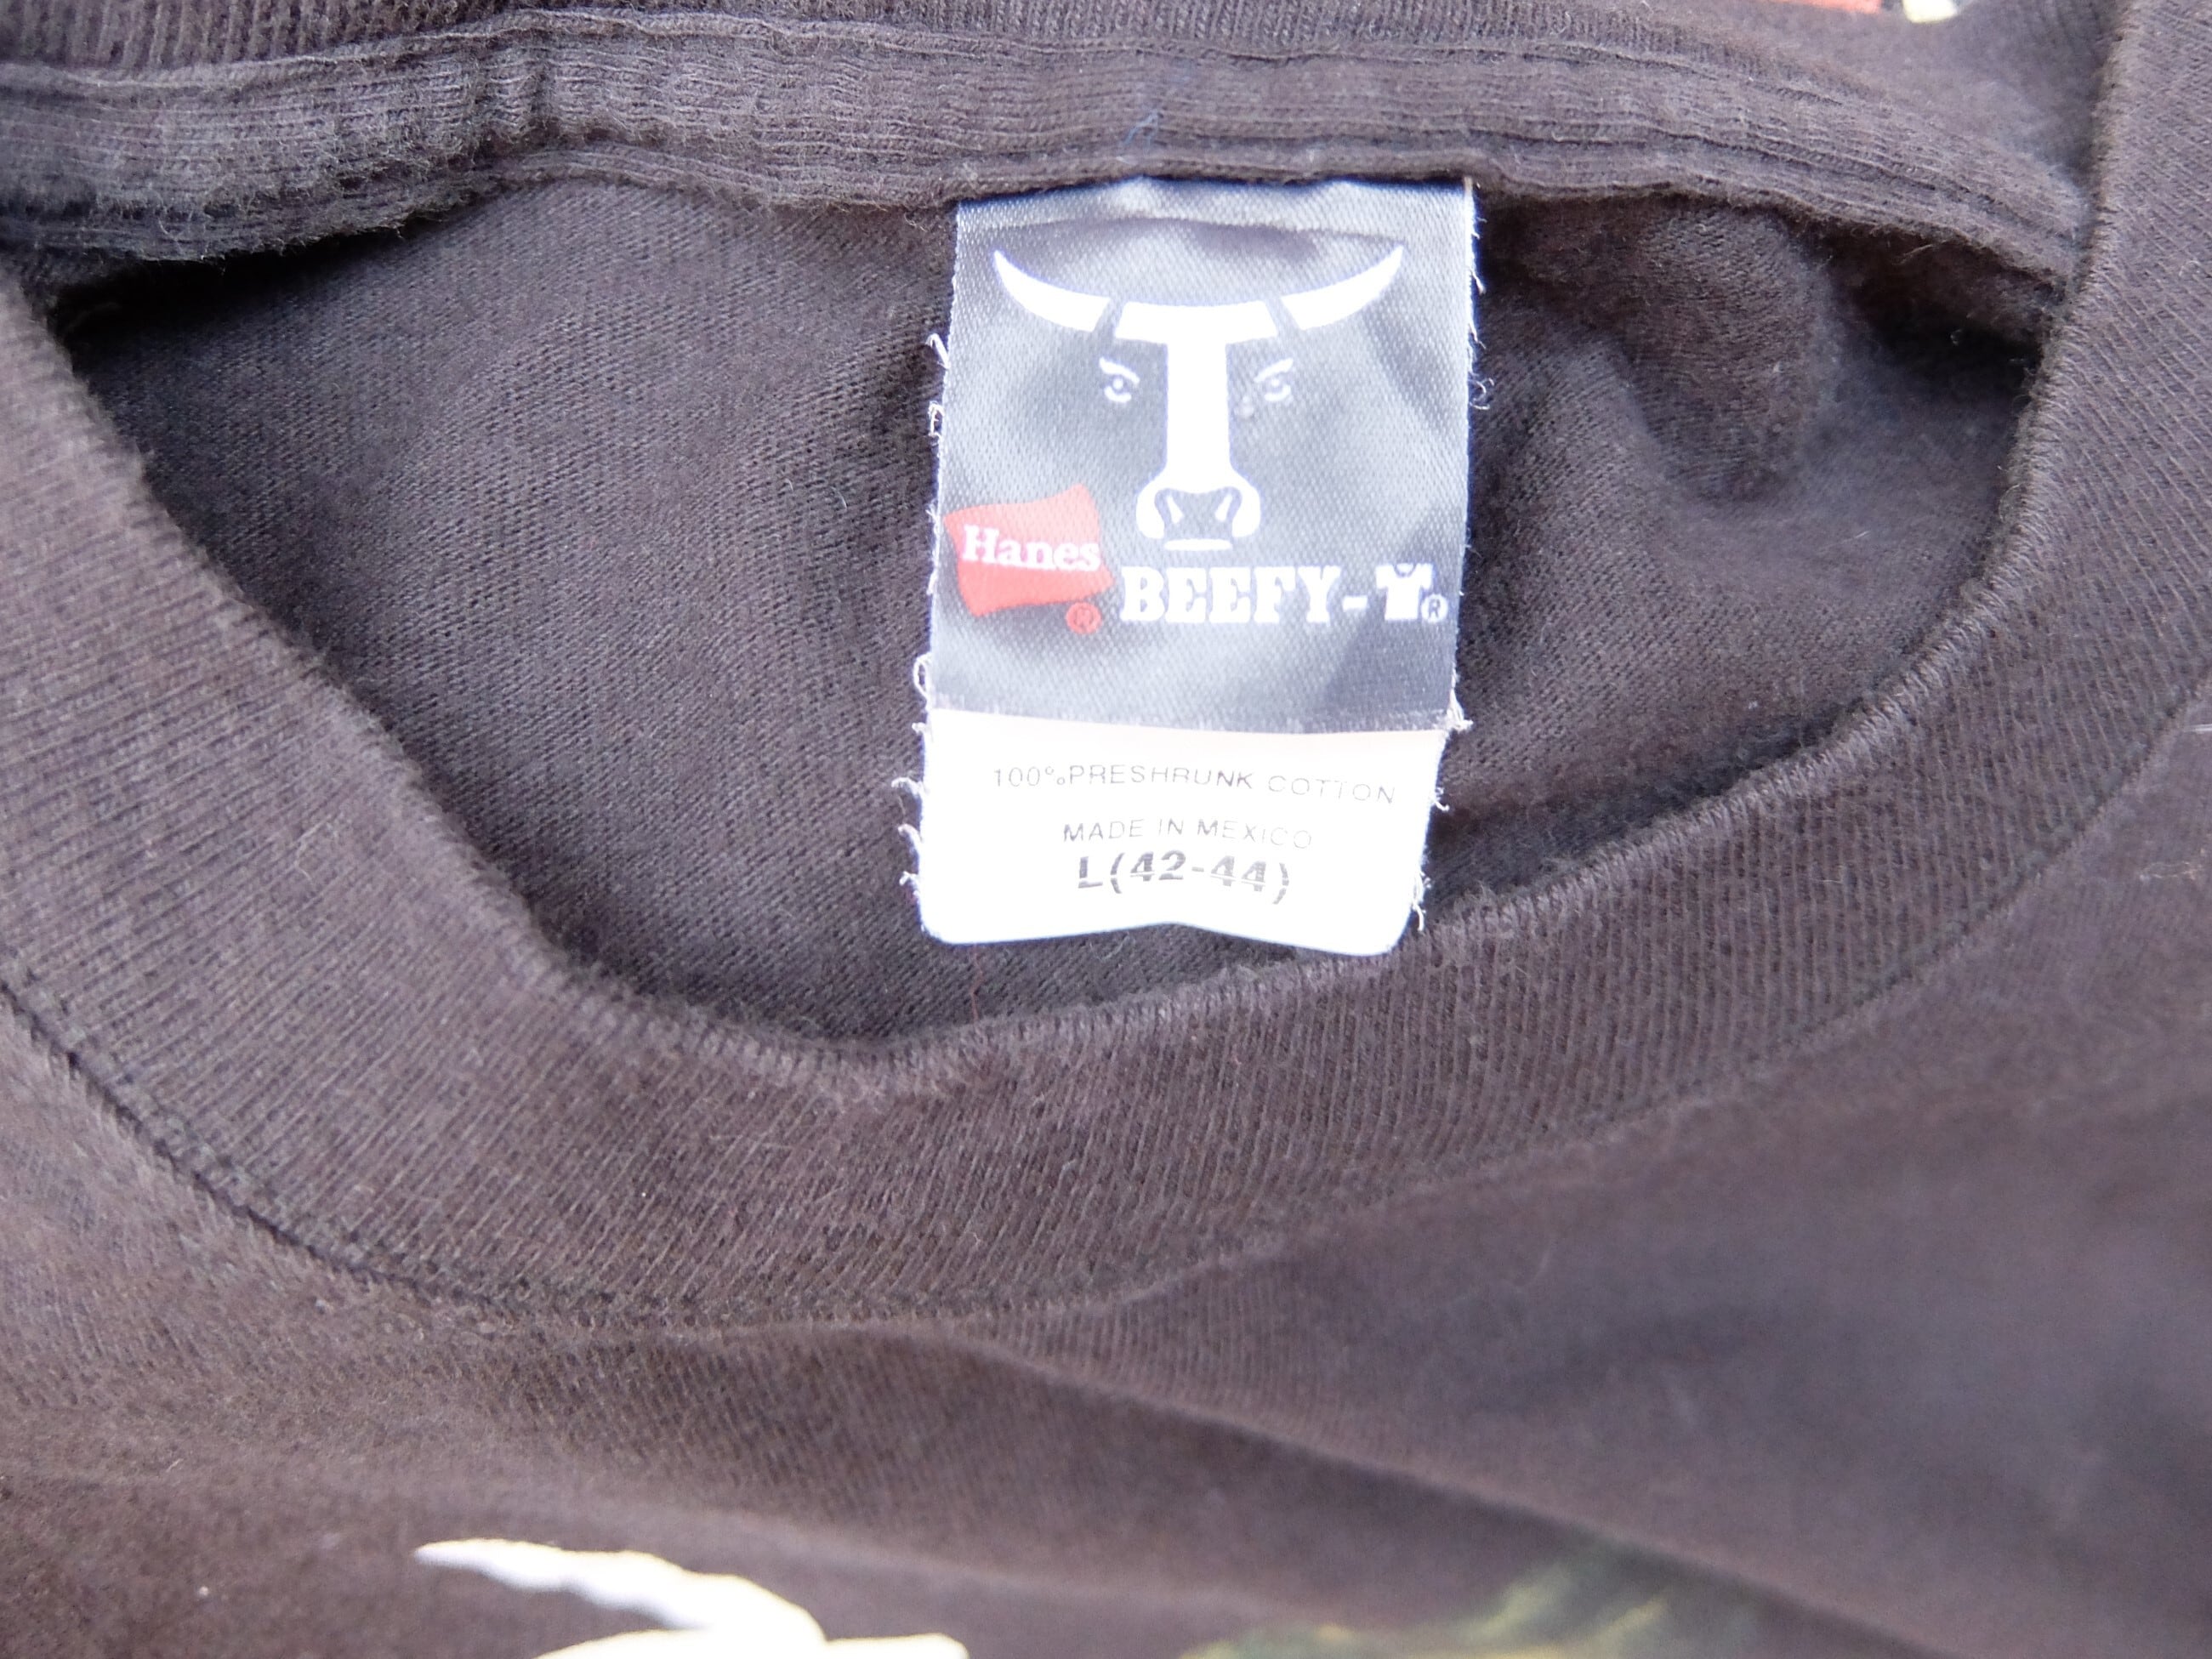 Hanes ®
BEEFY-T®
100% PRESHRUNK COTTON
MADE IN MEXICO
L(42-44)